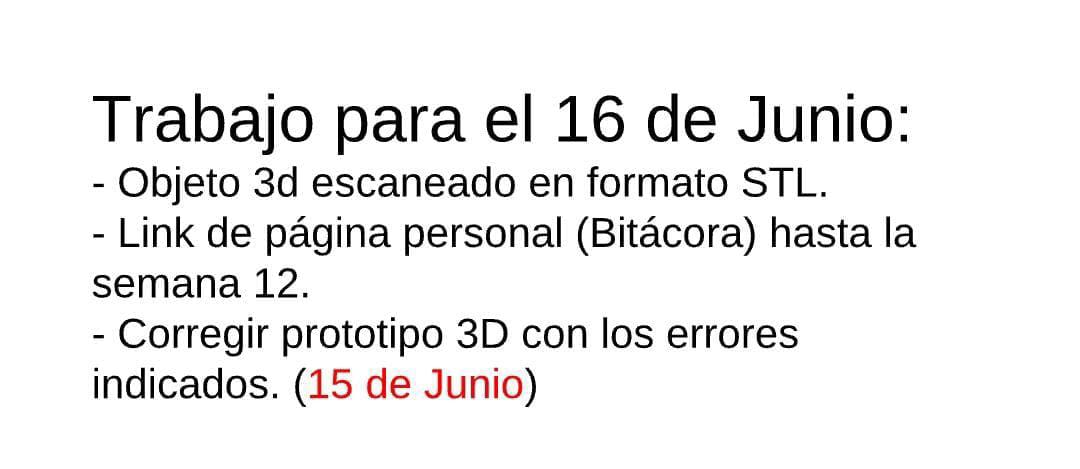 Trabajo para el 16 de Junio:
- Objeto 3d escaneado en formato STL.
- Link de página personal (Bitácora) hasta la
semana 12.
- Corregir prototipo 3D con los errores
indicados. (15 de Junio)